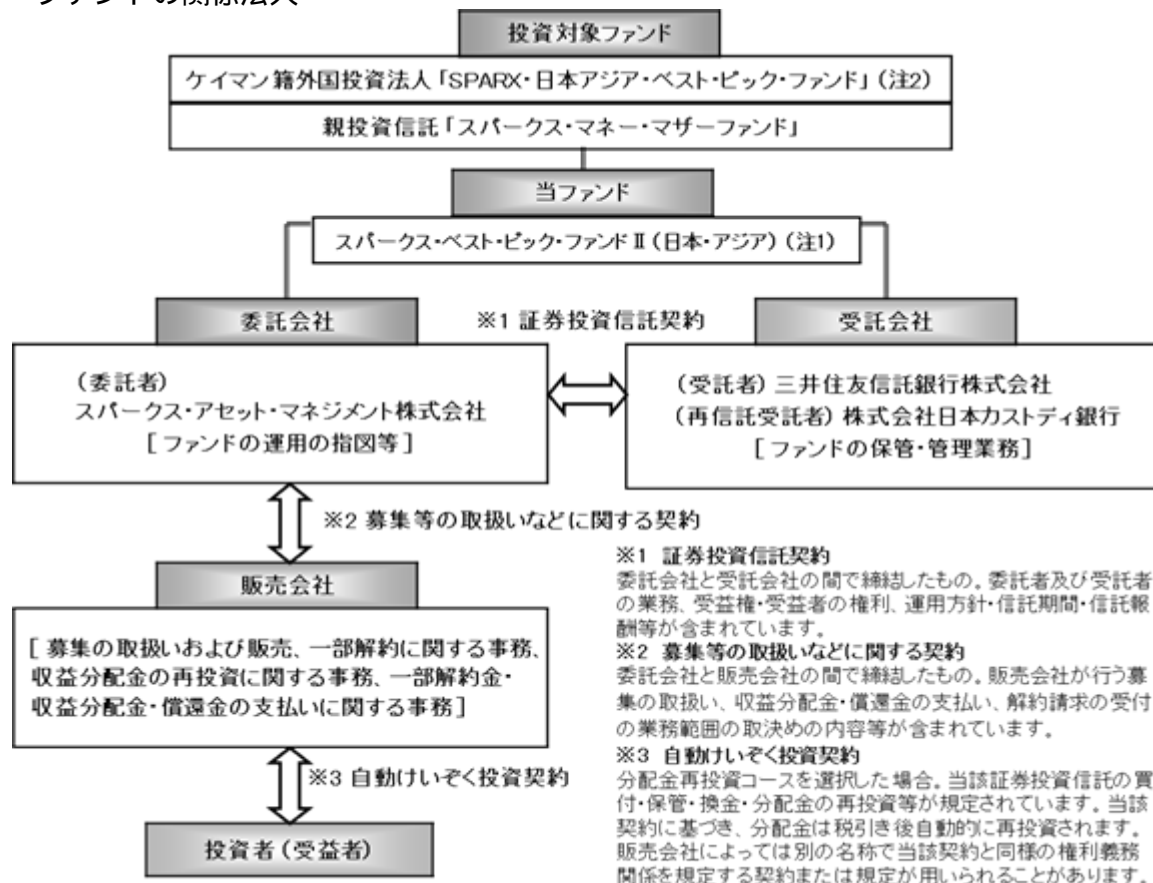 ファンドの関係法人
投資対象ファンド
ケイマン籍外国投資法人「SPARX・日本アジア・ベスト・ピック・ファンド」(注2)
親投資信託「スパークス・マネー・マザーファンド」
当ファンド
スパークス・ベスト・ピック・ファンドⅡ(日本・アジア)(注1)
委託会社
※1 証券投資信託契約
受託会社
(委託者)
スパークス・アセット・マネジメント株式会社
[ファンドの運用の指図等]
(受託者) 三井住友信託銀行株式会社
(再信託受託者) 株式会社日本カストディ銀行
[ファンドの保管・管理業務]
※2 募集等の取扱いなどに関する契約
販売会社
[募集の取扱いおよび販売、一部解約に関する事務、
収益分配金の再投資に関する事務、一部解約金・
収益分配金・償還金の支払いに関する事務]
※3 自動けいぞく投資契約
投資者(受益者)
※1 証券投資信託契約
委託会社と受託会社の間で締結したもの。委託者及び受託者
の業務、受益権・受益者の権利、運用方針・信託期間・信託報
酬等が含まれています。
※2 募集等の取扱いなどに関する契約
委託会社と販売会社の間で締結したもの。販売会社が行う募
集の取扱い、収益分配金・償還金の支払い、解約請求の受付
の業務範囲の取決めの内容等が含まれています。
※3 自動けいぞく投資契約
分配金再投資コースを選択した場合。当該証券投資信託の買
付・保管・換金・分配金の再投資等が規定されています。当該
契約に基づき、分配金は税引き後自動的に再投資されます。
販売会社によっては別の名称で当該契約と同様の権利義務
関係を規定する契約または規定が用いられることがあります。